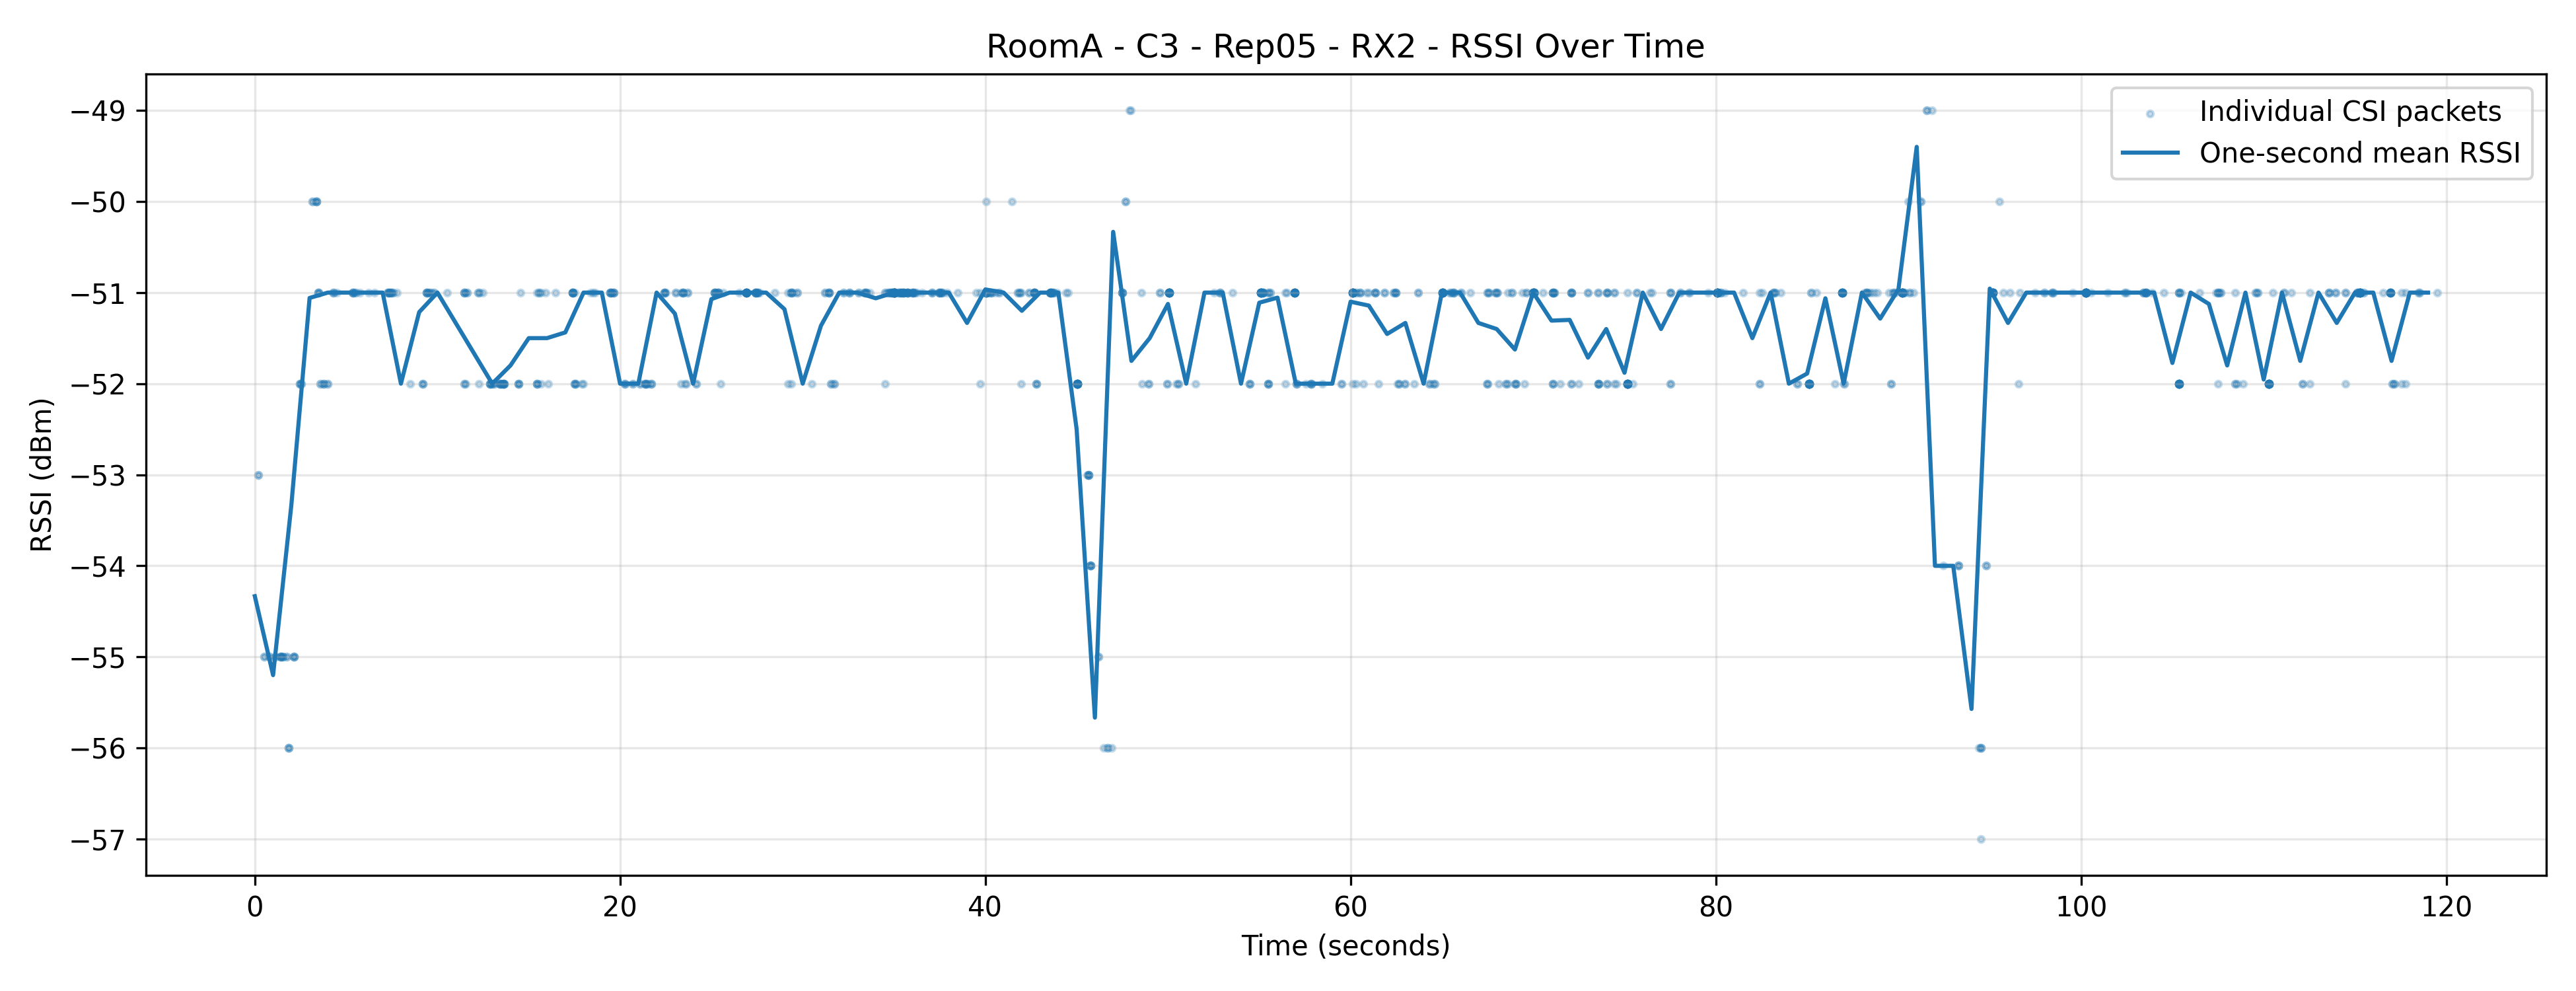 RoomA - C3 - Rep05 - RX2 - RSSI Over Time
Individual CSI packets
One-second mean RSSI
RSSI (dBm)
−49
−50
−51
−52
−53
−54
−55
−56
−57
0 20 40 60 80 100 120
Time (seconds)